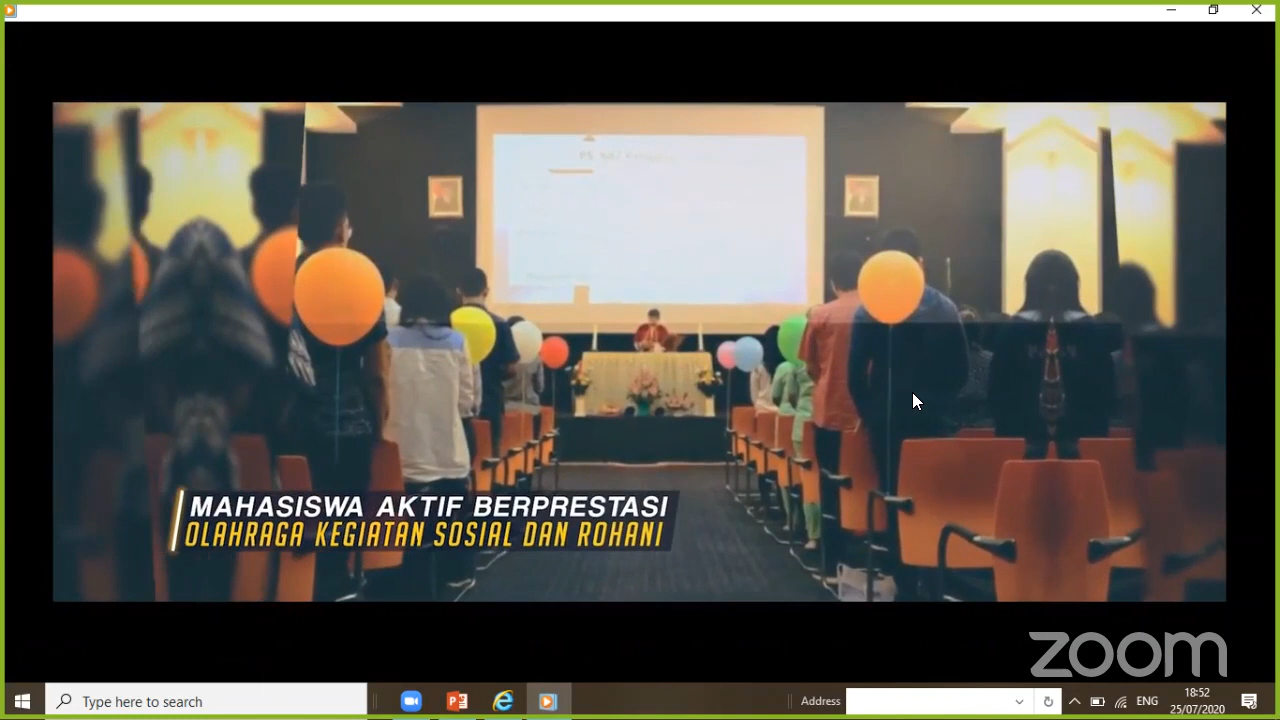 MAHASISWA AKTIF BERPRESTASI
OLAHRAGA KEGIATAN SOSIAL DAN ROHANI
zoom
Type here to search
Address
ENG
18:52
25/07/2020